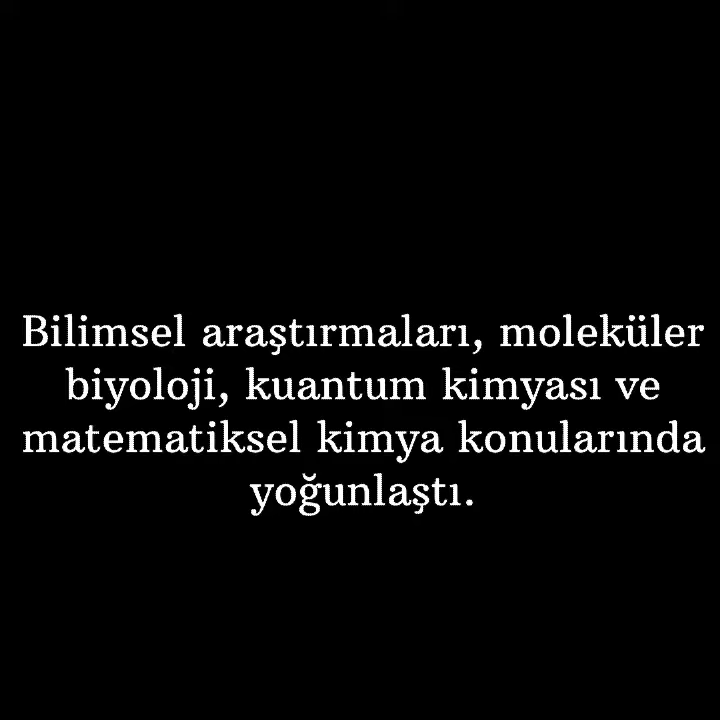 Bilimsel araştırmaları, moleküler
biyoloji, kuantum kimyası ve
matematiksel kimya konularında
yoğunlaştı.